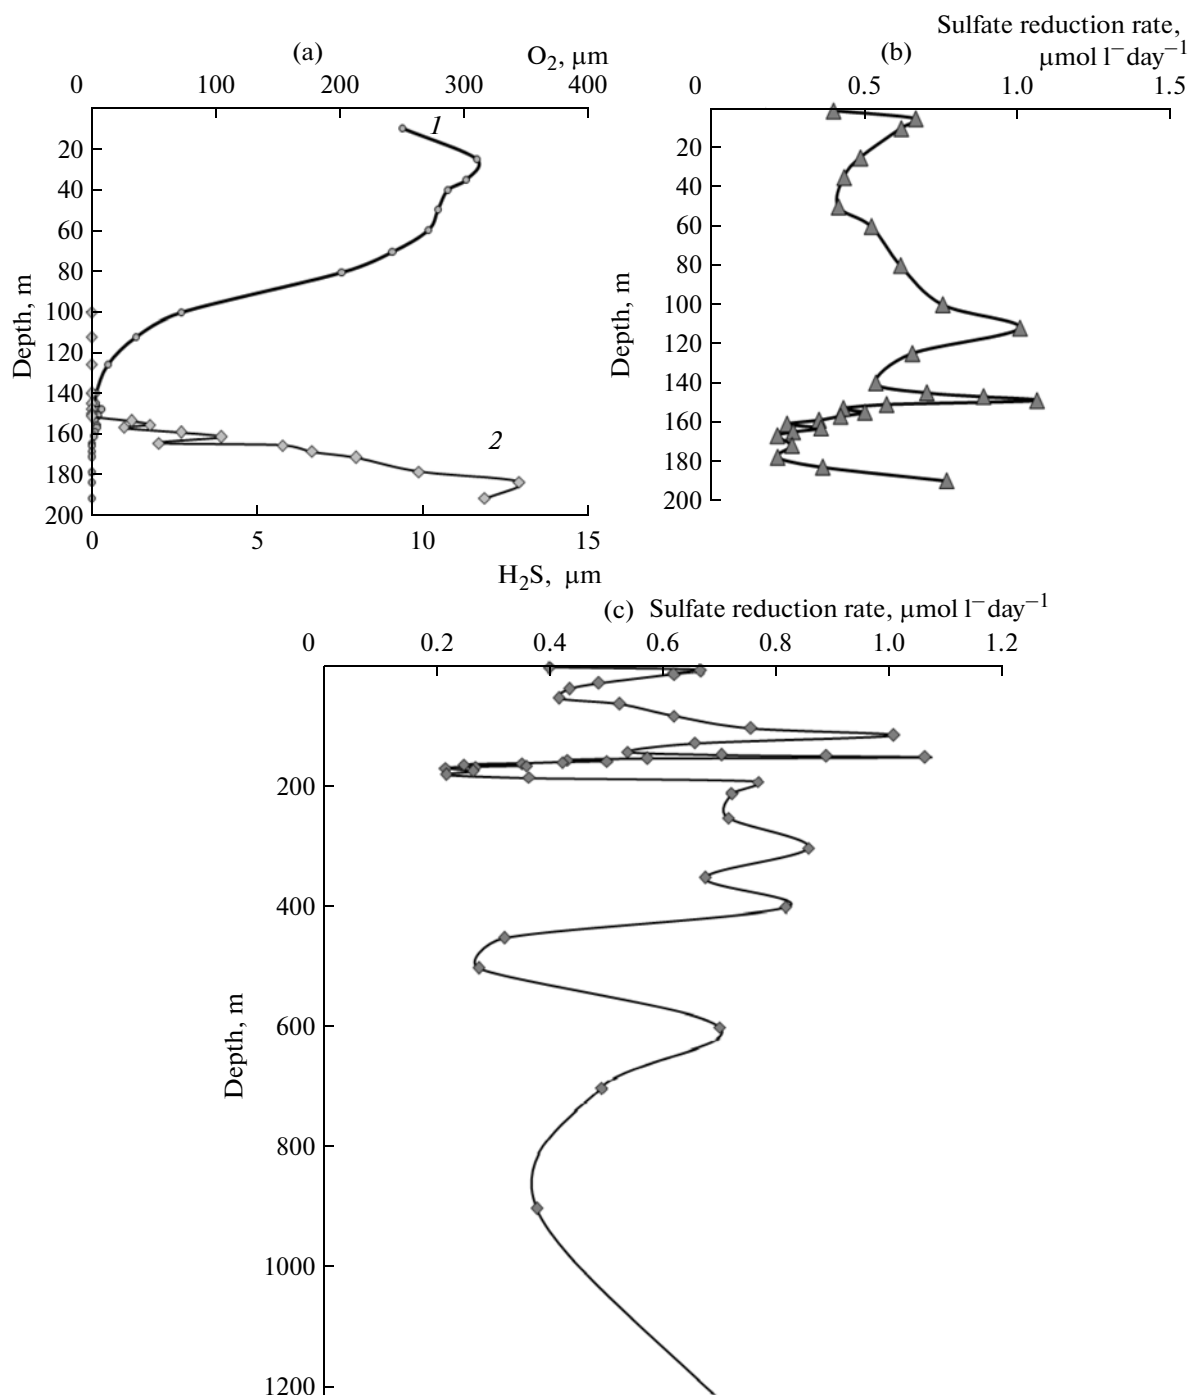 (a)
O₂, μm
0 100 200 300 400
1
20
40
60
80
100
120
140
160
180
200
Depth, m
2
0 5 10 15
H₂S, μm
Sulfate reduction rate,
(b) μmol l⁻ day⁻¹
0 0.5 1.0 1.5
20
40
60
80
100
120
140
160
180
200
Depth, m
(c) Sulfate reduction rate, μmol l⁻ day⁻¹
0 0.2 0.4 0.6 0.8 1.0 1.2
200
400
600
800
1000
1200
Depth, m